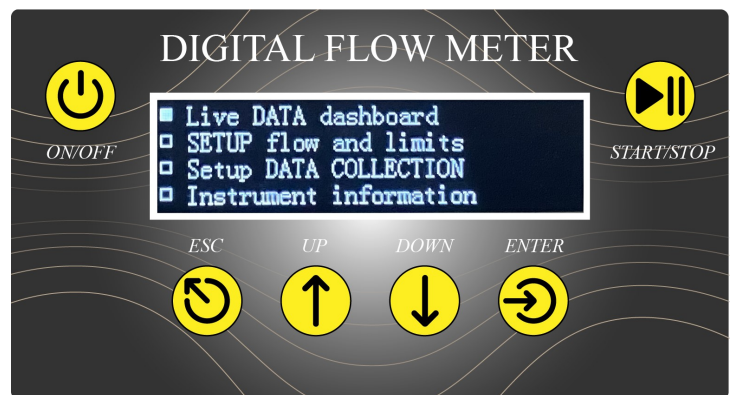 DIGITAL FLOW METER
ON/OFF
Live DATA dashboard
SETUP flow and limits
Setup DATA COLLECTION
Instrument information
START/STOP
ESC UP DOWN ENTER